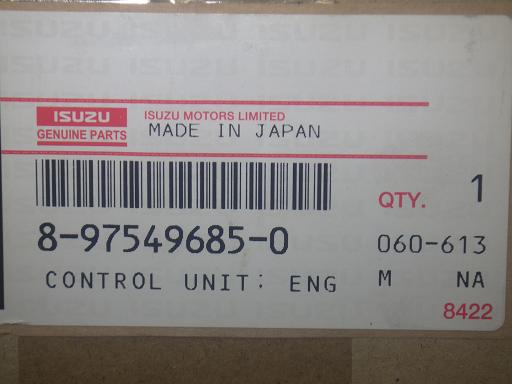 ISUZU ISUZU MOTORS LIMITED
GENUINE PARTS MADE IN JAPAN
QTY. 1
8-97549685-0 060-613
CONTROL UNIT: ENG M NA
8422